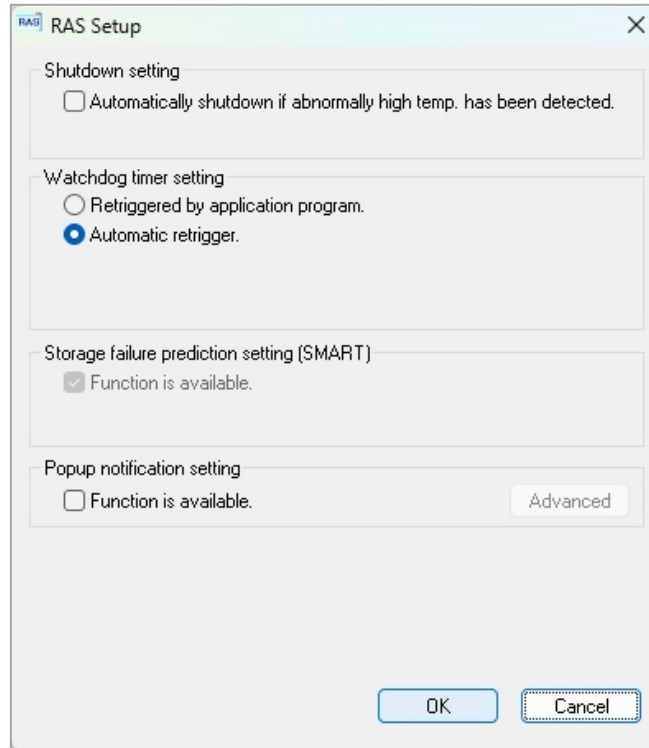 RAS RAS Setup
Shutdown setting
Automatically shutdown if abnormally high temp. has been detected.
Watchdog timer setting
Retriggered by application program.
Automatic retrigger.
Storage failure prediction setting (SMART)
Function is available.
Popup notification setting
Function is available. Advanced
OK Cancel